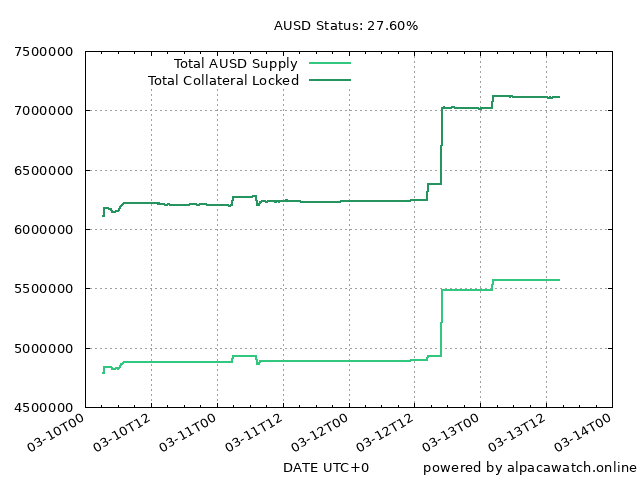 AUSD Status: 27.60%
Total AUSD Supply
Total Collateral Locked
7500000
7000000
6500000
6000000
5500000
5000000
4500000
03-10T00
03-10T12
03-11T00
03-11T12
03-12T00
03-12T12
03-13T00
03-13T12
03-14T00
DATE UTC+0
powered by alpacawatch.online